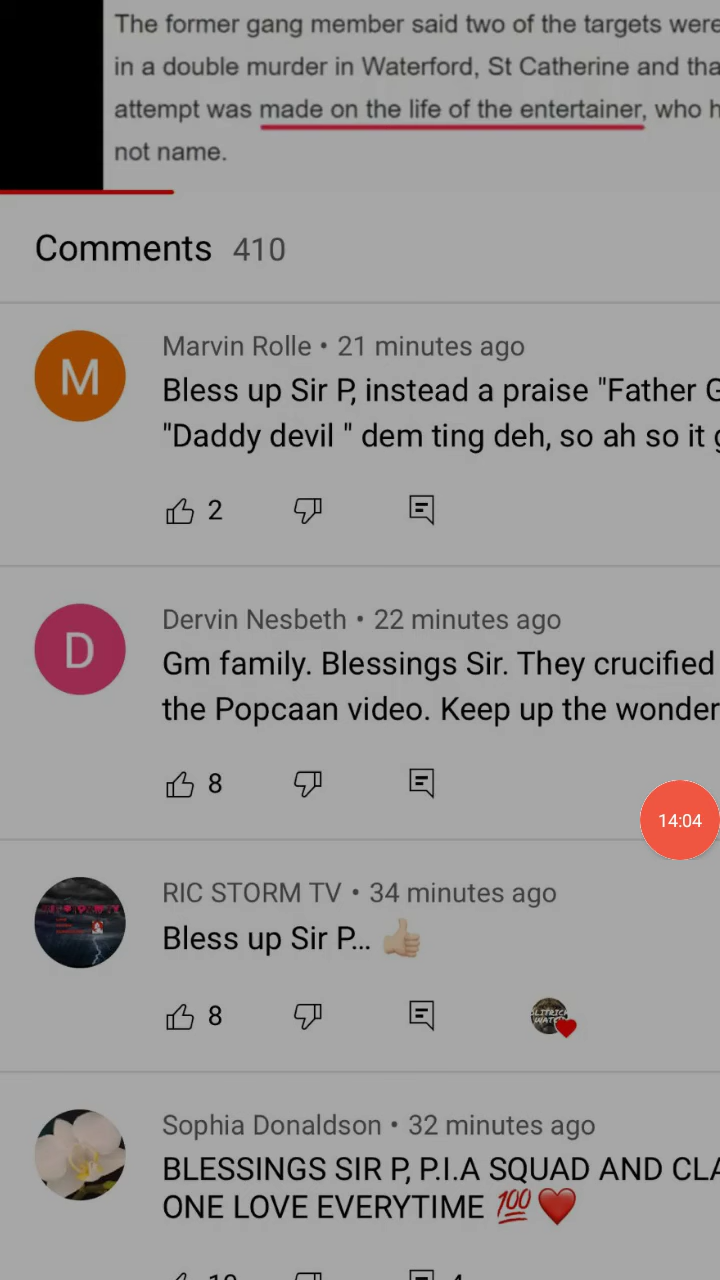 The former gang member said two of the targets were
in a double murder in Waterford, St Catherine and tha
attempt was made on the life of the entertainer, who h
not name.
Comments 410
Marvin Rolle • 21 minutes ago
Bless up Sir P, instead a praise "Father G
"Daddy devil " dem ting deh, so ah so it g
2
Dervin Nesbeth • 22 minutes ago
Gm family. Blessings Sir. They crucified
the Popcaan video. Keep up the wonder
8
14:04
RIC STORM TV • 34 minutes ago
Bless up Sir P... 👍🏻
8
Sophia Donaldson • 32 minutes ago
BLESSINGS SIR P, P.I.A SQUAD AND CLA
ONE LOVE EVERYTIME 💯❤️